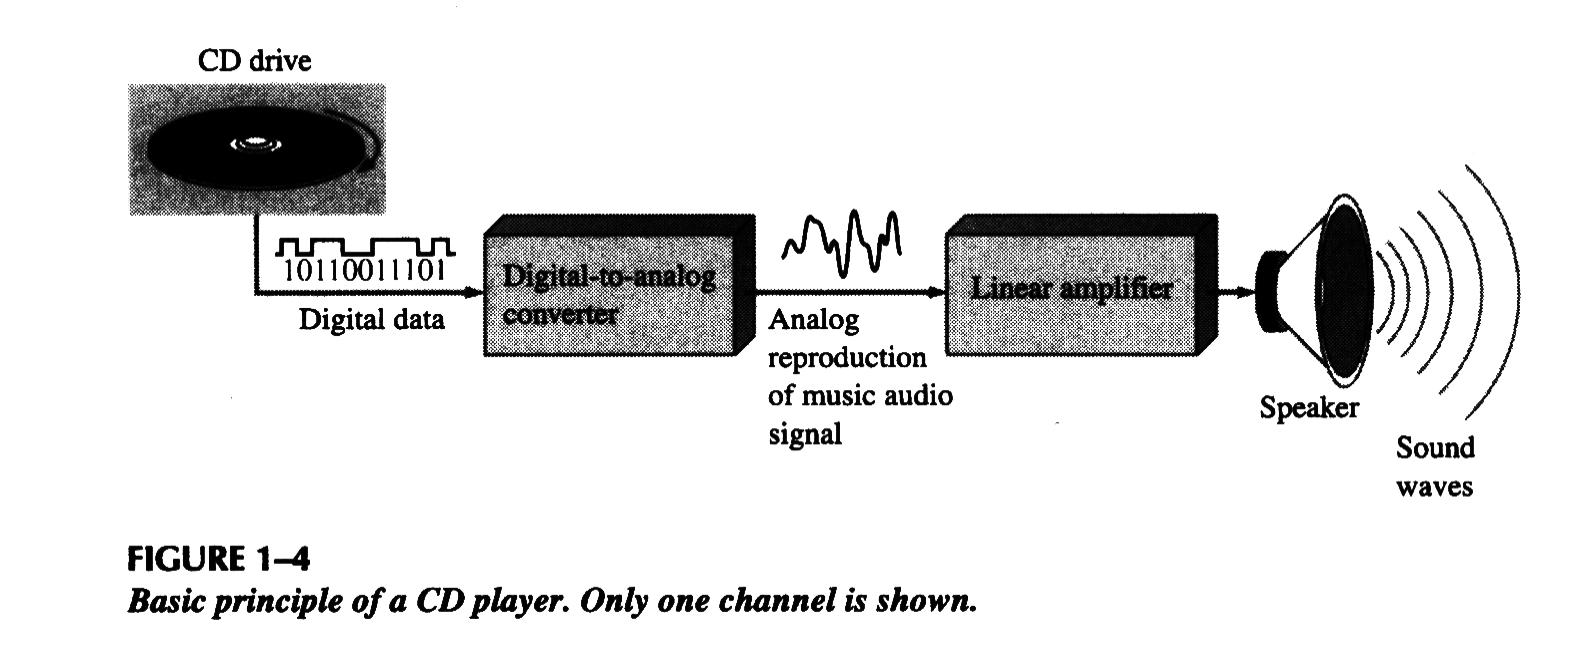 CD drive
10110011101
Digital data
Digital-to-analog
converter
Analog
reproduction
of music audio
signal
Linear amplifier
Speaker
Sound
waves
FIGURE 1–4
Basic principle of a CD player. Only one channel is shown.